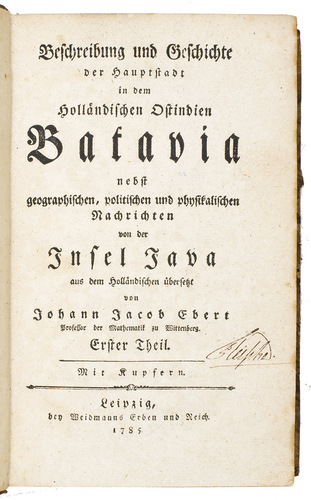 Beschreibung und Geschichte
der Hauptstadt
in dem
Holländischen Ostindien
Batavia
nebst
geographischen, politischen und physikalischen
Nachrichten
von der
Insel Java
aus dem Holländischen übersetzt
von
Johann Jacob Ebert
Professor der Mathematik zu Wittenberg.
Erster Theil.
Mit Kupfern.
Leipzig,
bey Weidmanns Erben und Reich.
1785